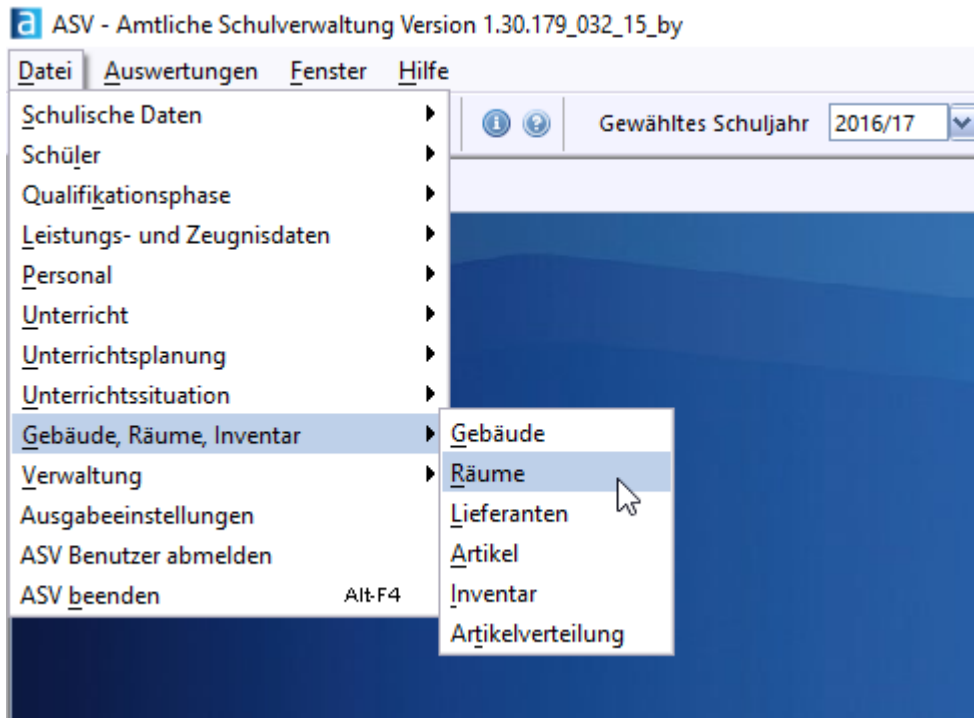 a ASV - Amtliche Schulverwaltung Version 1.30.179_032_15_by
Datei Auswertungen Fenster Hilfe
Gewähltes Schuljahr 2016/17
Schulische Daten
Schüler
Qualifikationsphase
Leistungs- und Zeugnisdaten
Personal
Unterricht
Unterrichtsplanung
Unterrichtssituation
Gebäude, Räume, Inventar
Verwaltung
Ausgabeeinstellungen
ASV Benutzer abmelden
ASV beenden Alt-F4
Gebäude
Räume
Lieferanten
Artikel
Inventar
Artikelverteilung